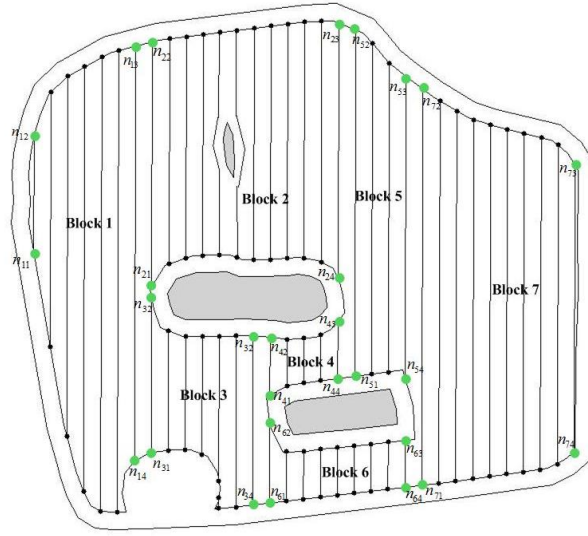 n13
n22
n23
n52
n53
n72
n12
n73
Block 2
Block 5
Block 1
n11
n21
n24
n32
Block 7
n43
n32
n42
Block 4
n54
n44
n51
Block 3
n41
n62
n63
n74
n14
n31
Block 6
n34
n61
n64
n71